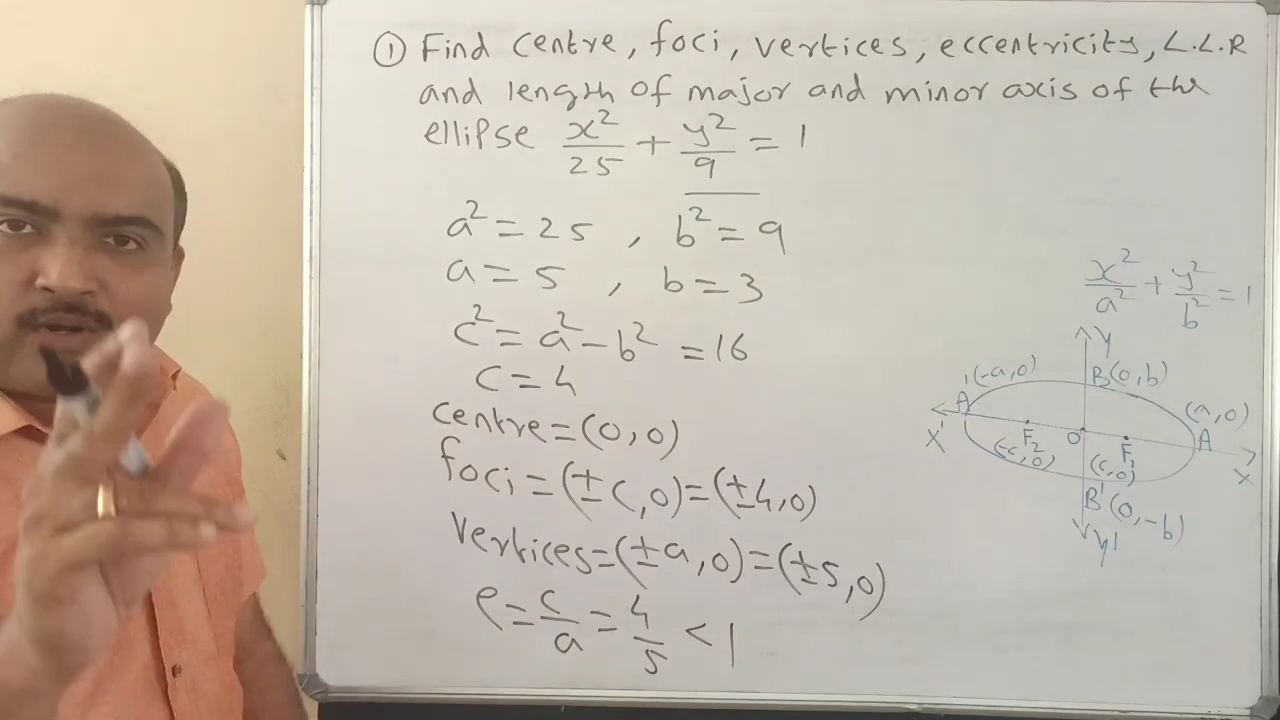 ① Find centre, foci, vertices, eccentricity, L.L.R
and length of major and minor axis of the
ellipse x²/25 + y²/9 = 1
a² = 25 , b² = 9
a = 5 , b = 3
c² = a² - b² = 16
c = 4
centre = (0,0)
foci = (±c,0) = (±4,0)
Vertices = (±a,0) = (±5,0)
e = c/a = 4/5 < 1
x²/a² + y²/b² = 1
y
(-a,0)
B(0,b)
(a,0)
A'
A
X'
F₂
O
F₁
X
(-c,0)
(c,0)
B'(0,-b)
y'